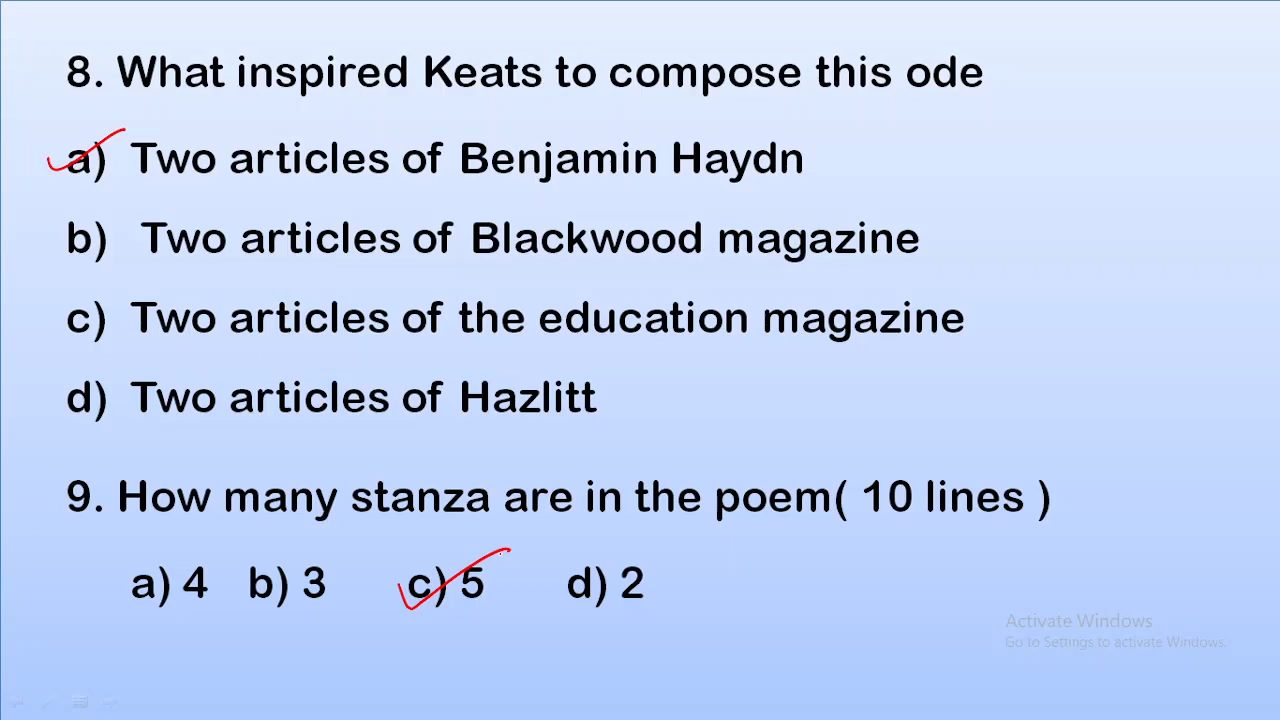 8. What inspired Keats to compose this ode
a) Two articles of Benjamin Haydn
b) Two articles of Blackwood magazine
c) Two articles of the education magazine
d) Two articles of Hazlitt
9. How many stanza are in the poem( 10 lines )
a) 4 b) 3 c) 5 d) 2
Activate Windows
Go to Settings to activate Windows.